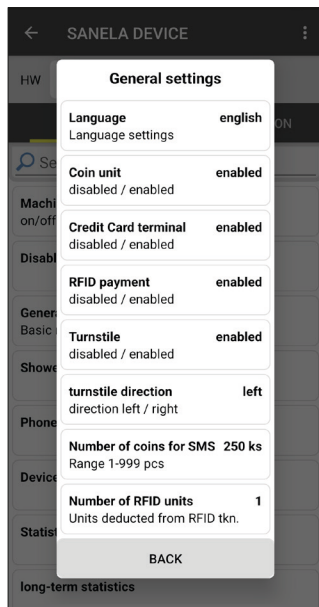 SANELA DEVICE
HW
General settings
ON
Language english
Language settings
Se
Coin unit enabled
disabled / enabled
Machi
on/off
Credit Card terminal enabled
disabled / enabled
Disabl
RFID payment enabled
disabled / enabled
Genera
Basic
Turnstile enabled
disabled / enabled
Showe
turnstile direction left
direction left / right
Phone
Number of coins for SMS 250 ks
Range 1-999 pcs
Device
Number of RFID units 1
Units deducted from RFID tkn.
Statist
BACK
long-term statistics